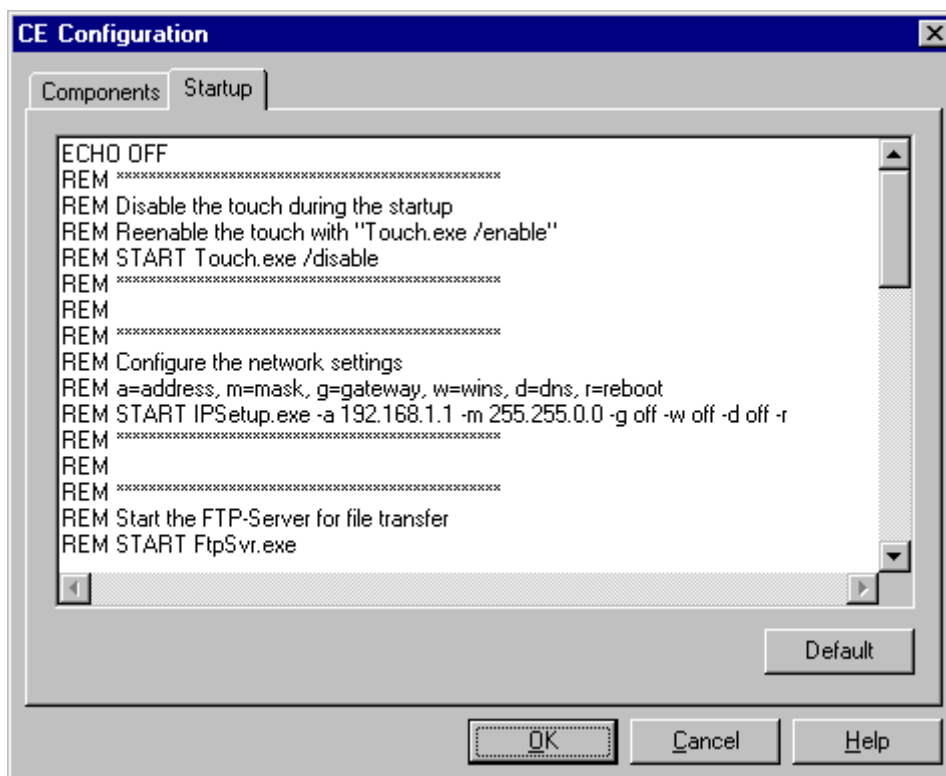 CE Configuration
Components
Startup
ECHO OFF
REM ************************************************
REM Disable the touch during the startup
REM Reenable the touch with "Touch.exe /enable"
REM START Touch.exe /disable
REM ************************************************
REM
REM ************************************************
REM Configure the network settings
REM a=address, m=mask, g=gateway, w=wins, d=dns, r=reboot
REM START IPSetup.exe -a 192.168.1.1 -m 255.255.0.0 -g off -w off -d off -r
REM ************************************************
REM
REM ************************************************
REM Start the FTP-Server for file transfer
REM START FtpSvr.exe
Default
OK
Cancel
Help